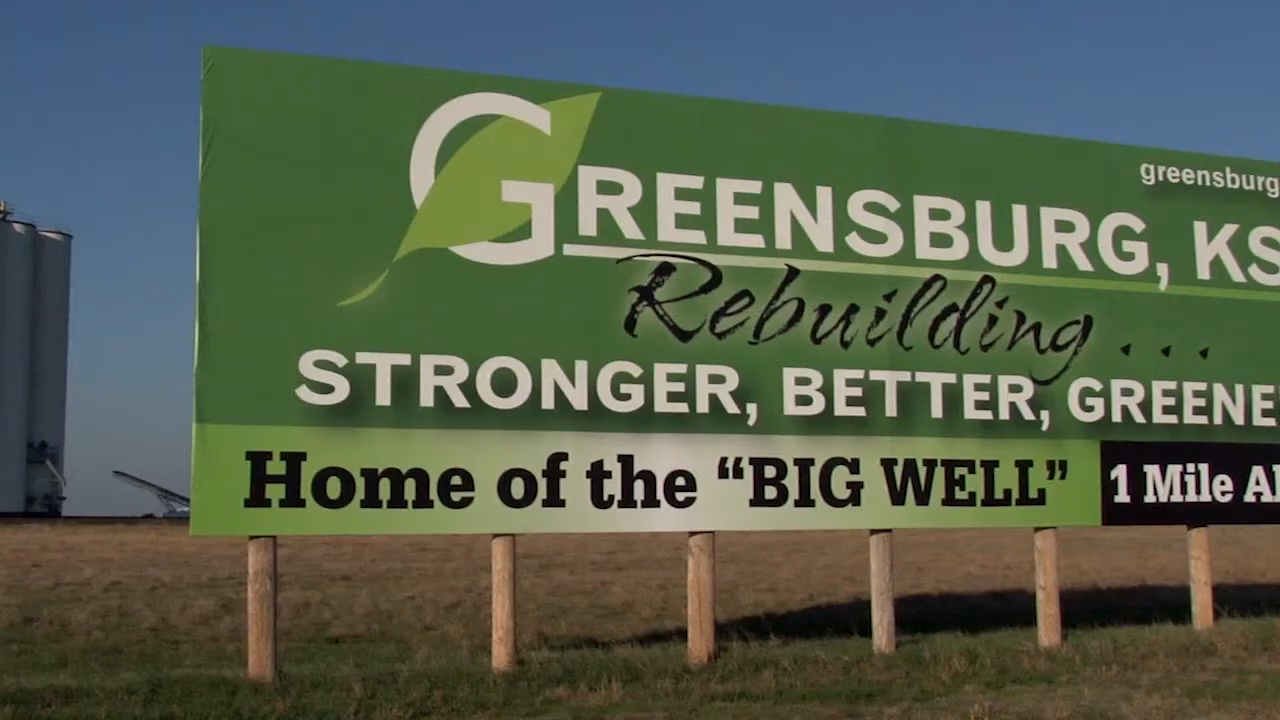 greensburg
GREENSBURG, KS
Rebuilding . . .
STRONGER, BETTER, GREENE
Home of the “BIG WELL”
1 Mile